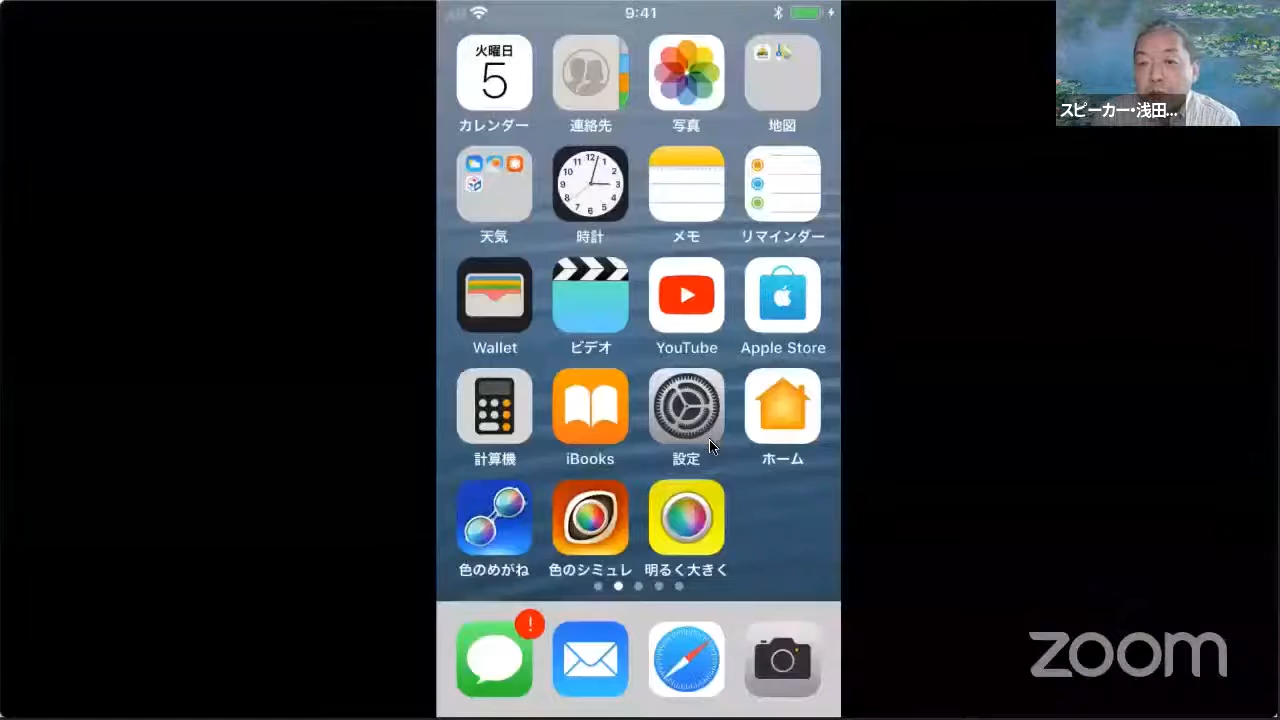 9:41
スピーカー・浅田...
火曜日
5
カレンダー
連絡先
写真
地図
天気
時計
メモ
リマインダー
Wallet
ビデオ
YouTube
Apple Store
計算機
iBooks
設定
ホーム
色のめがね
色のシミュレ
明るく大きく
!
zoom